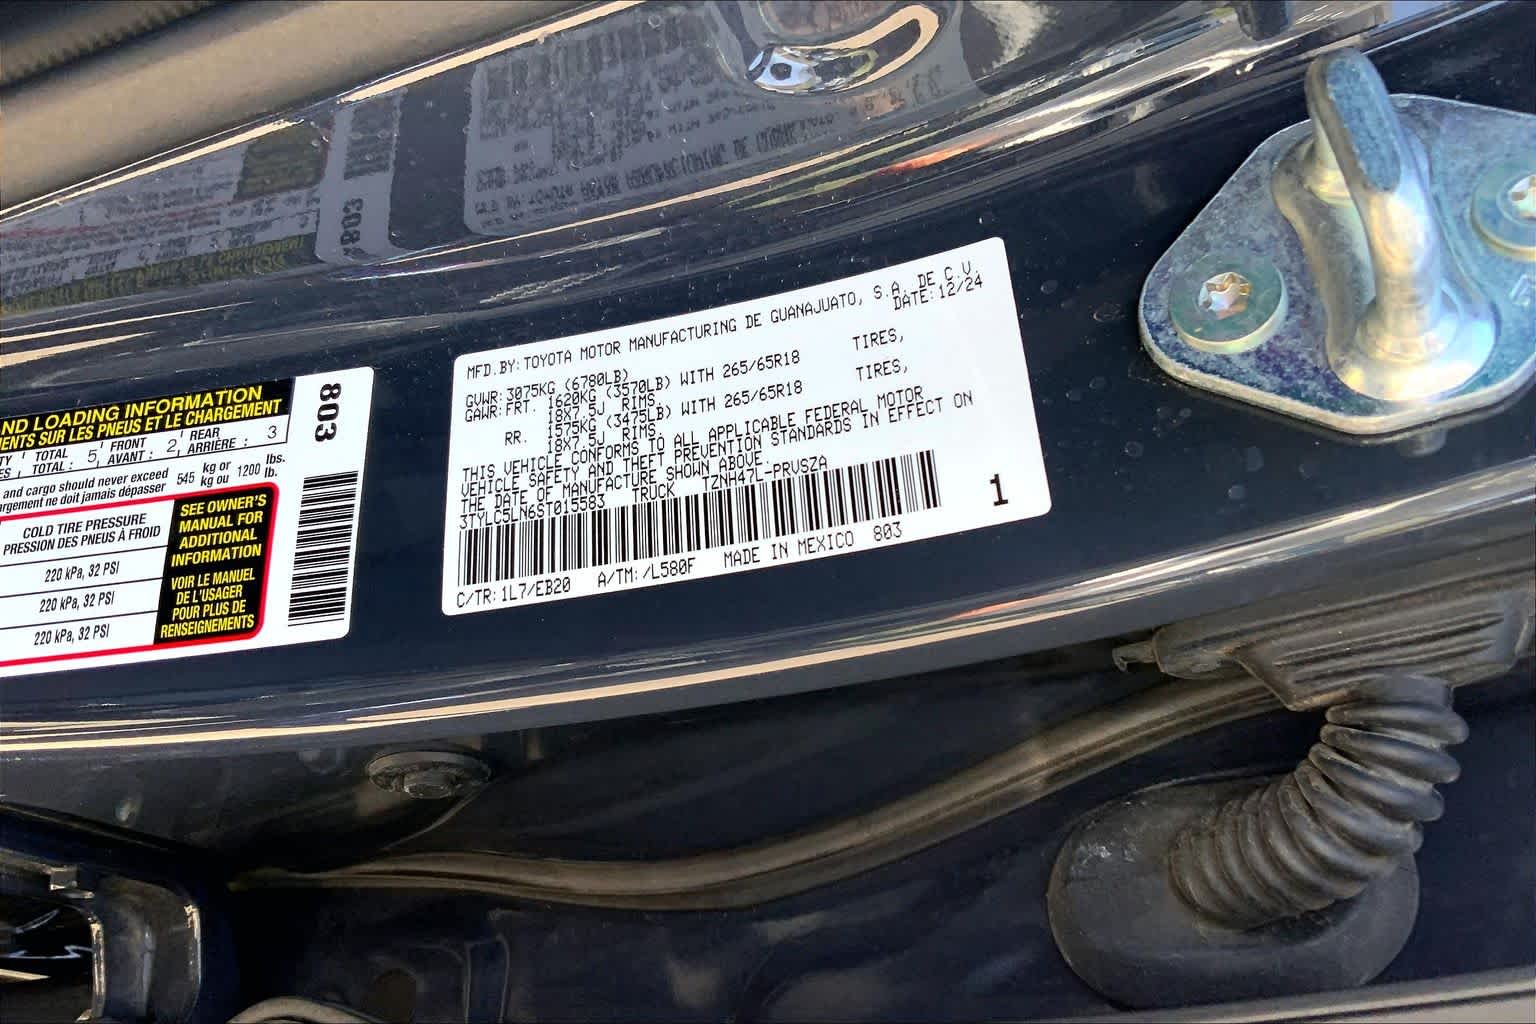 MFD.BY:TOYOTA MOTOR MANUFACTURING DE GUANAJUATO, S.A. DE C.V.
DATE:12/24
GVWR:3075KG (6780LB)
GAWR:FRT. 1620KG (3570LB) WITH 265/65R18 TIRES,
18X7.5J RIMS
RR. 1575KG (3475LB) WITH 265/65R18 TIRES,
18X7.5J RIMS
THIS VEHICLE CONFORMS TO ALL APPLICABLE FEDERAL MOTOR
VEHICLE SAFETY AND THEFT PREVENTION STANDARDS IN EFFECT ON
THE DATE OF MANUFACTURE SHOWN ABOVE.
3TYLC5LN6ST015583 TRUCK TZNH47L-PRVSZA
1
C/TR:1L7/EB20 A/TM:/L580F MADE IN MEXICO 803
ND LOADING INFORMATION
MENTS SUR LES PNEUS ET LE CHARGEMENT
TY TOTAL 5 FRONT 2 REAR 3
ES TOTAL : AVANT : ARRIÈRE :
and cargo should never exceed 545 kg or 1200 lbs.
argement ne doit jamais dépasser kg ou lb.
COLD TIRE PRESSURE
PRESSION DES PNEUS À FROID
220 kPa, 32 PSI
220 kPa, 32 PSI
220 kPa, 32 PSI
SEE OWNER'S
MANUAL FOR
ADDITIONAL
INFORMATION
VOIR LE MANUEL
DE L'USAGER
POUR PLUS DE
RENSEIGNEMENTS
803